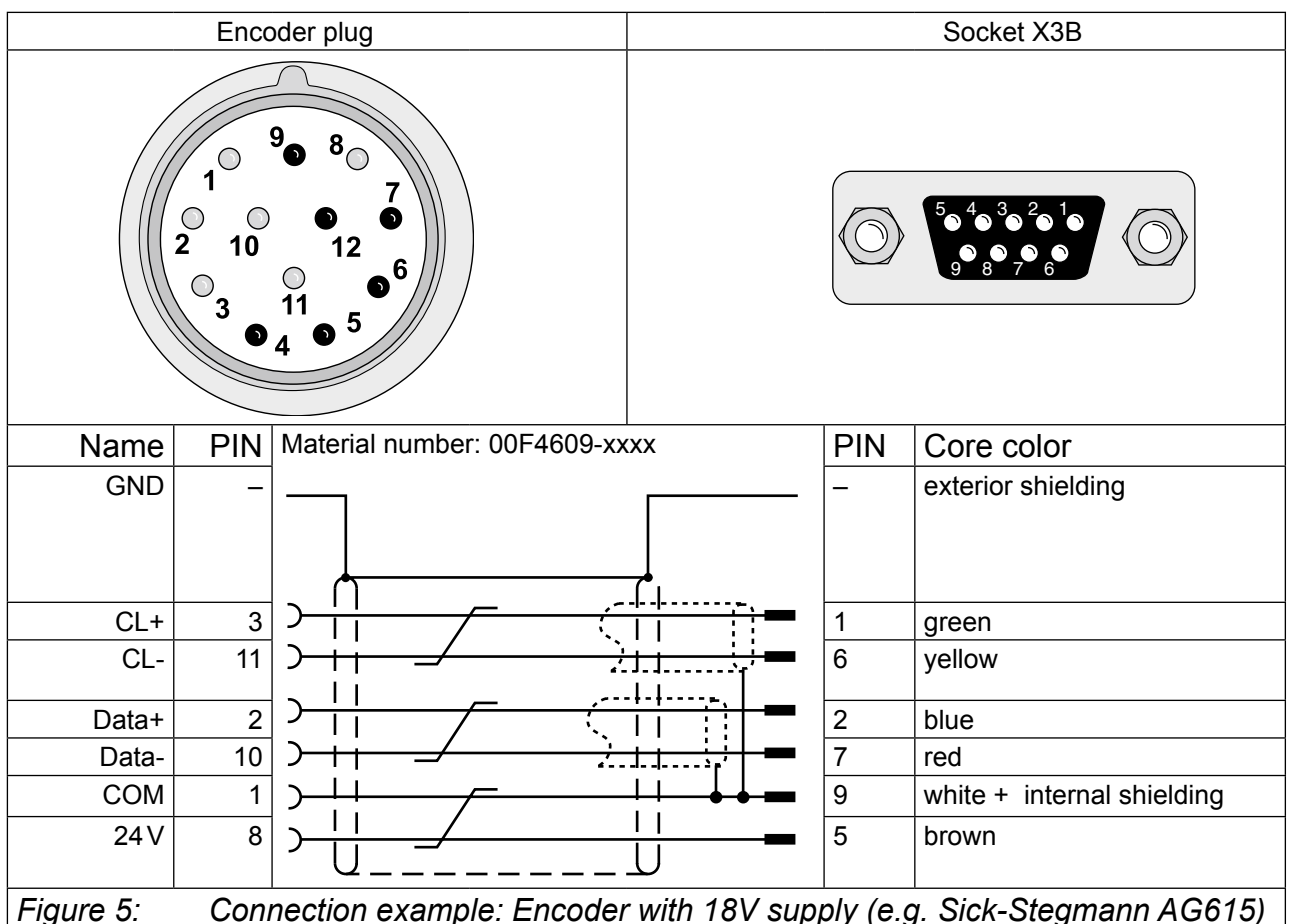 Encoder plug Socket X3B
9 8
1 7
2 10 12
6
3 11 5
4
5 4 3 2 1
9 8 7 6
Name PIN Material number: 00F4609-xxxx PIN Core color
GND – – exterior shielding
CL+ 3 1 green
CL- 11 6 yellow
Data+ 2 2 blue
Data- 10 7 red
COM 1 9 white + internal shielding
24V 8 5 brown
Figure 5: Connection example: Encoder with 18V supply (e.g. Sick-Stegmann AG615)